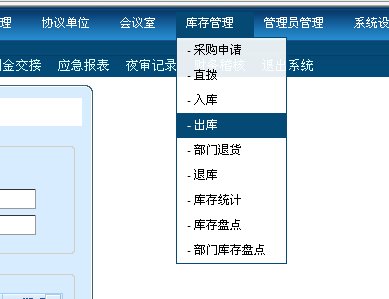 理 协议单位 会议室 库存管理 管理员管理 系统设
金交接 应急报表 夜审记录 退出系统
- 采购申请
- 直拨
- 入库
- 出库
- 部门退货
- 退库
- 库存统计
- 库存盘点
- 部门库存盘点